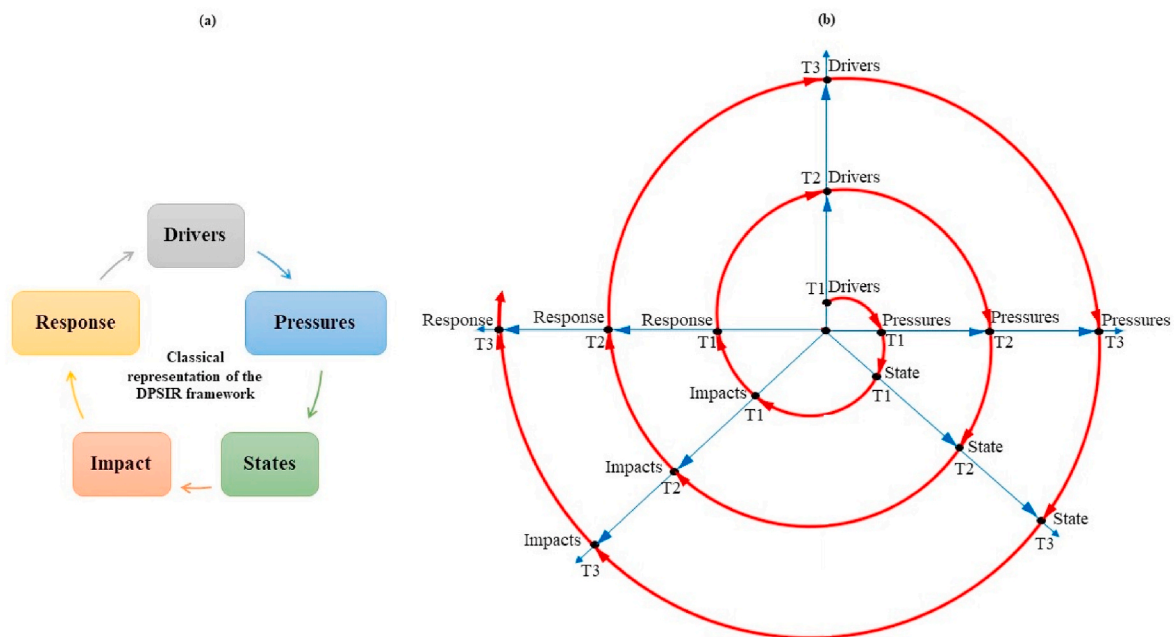 (a)
Drivers
Response
Pressures
Classical
representation of the
DPSIR framework
Impact
States
(b)
T3 Drivers
T2 Drivers
T1 Drivers
Response
T3
Response
T2
Response
T1
Pressures
T1
Pressures
T2
Pressures
T3
Impacts
T1
State
T1
Impacts
T2
State
T2
Impacts
T3
State
T3